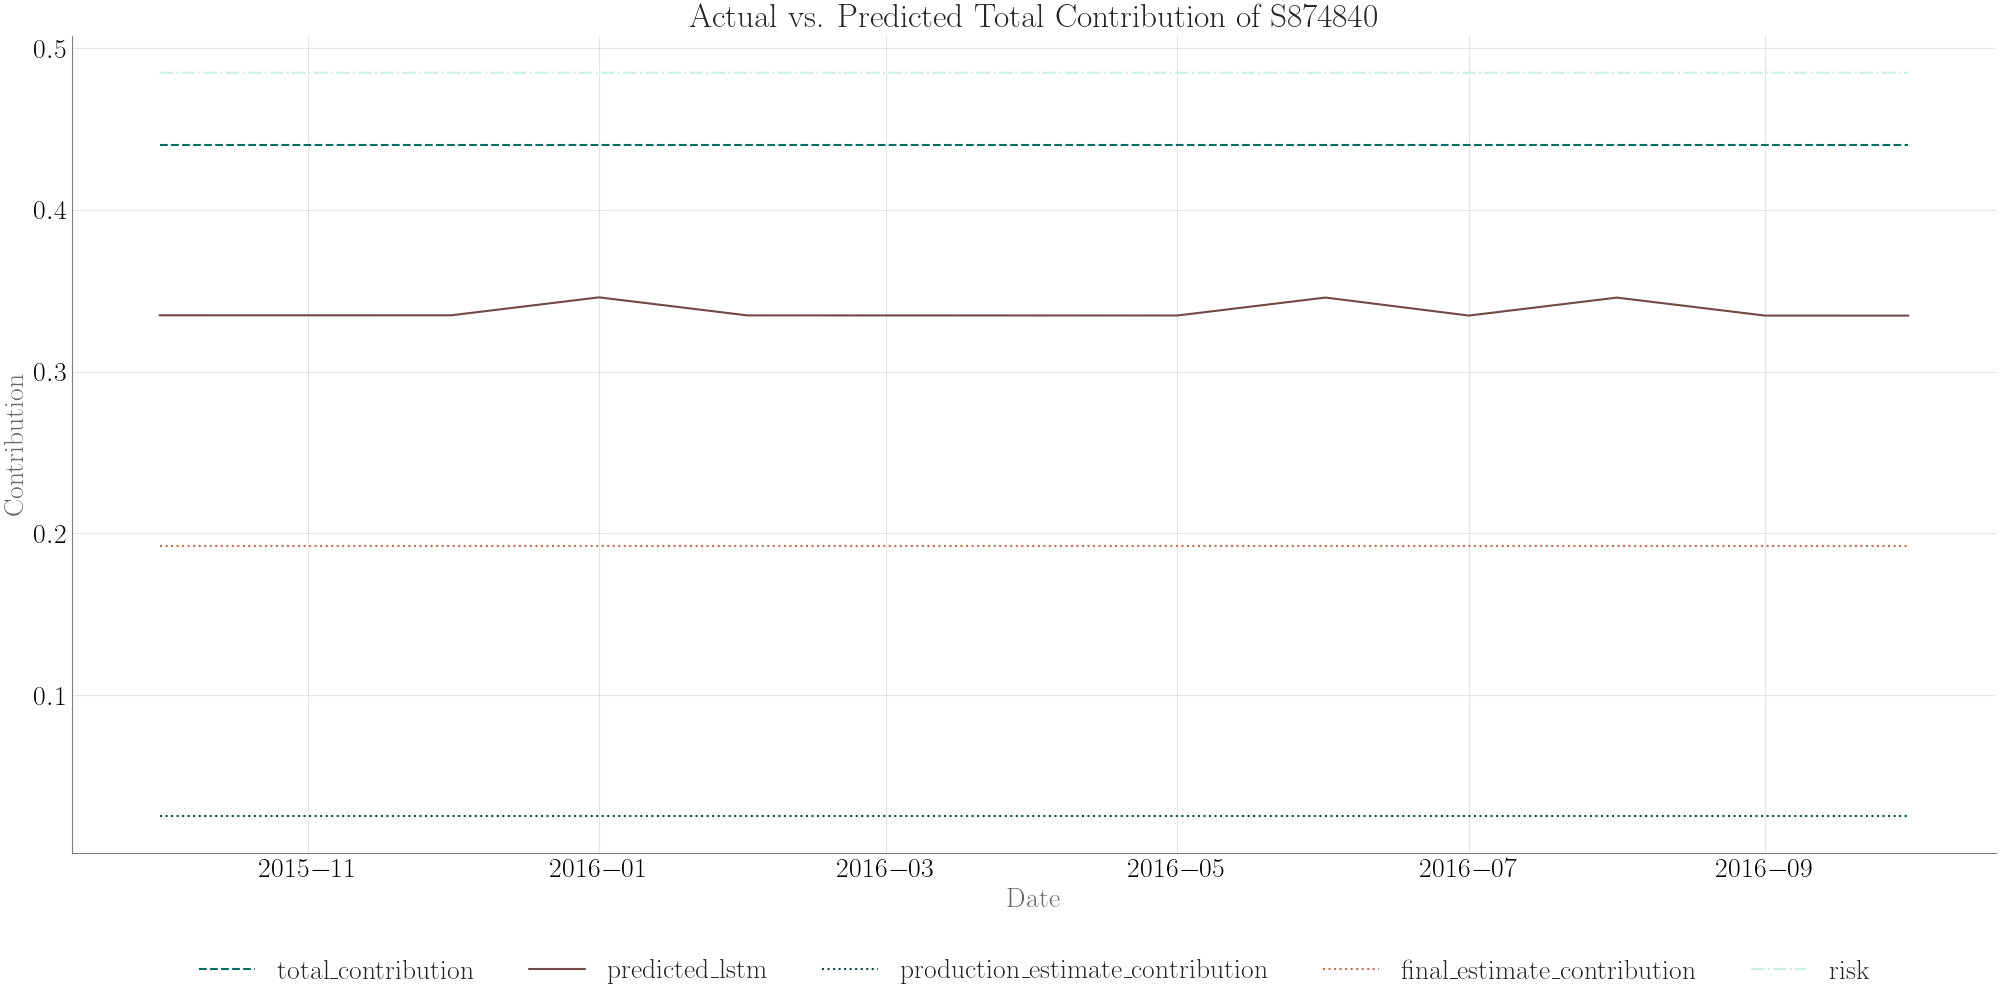 Actual vs. Predicted Total Contribution of S874840
0.5
0.4
0.3
0.2
0.1
Contribution
2015−11 2016−01 2016−03 2016−05 2016−07 2016−09
Date
total_contribution predicted_lstm production_estimate_contribution final_estimate_contribution risk